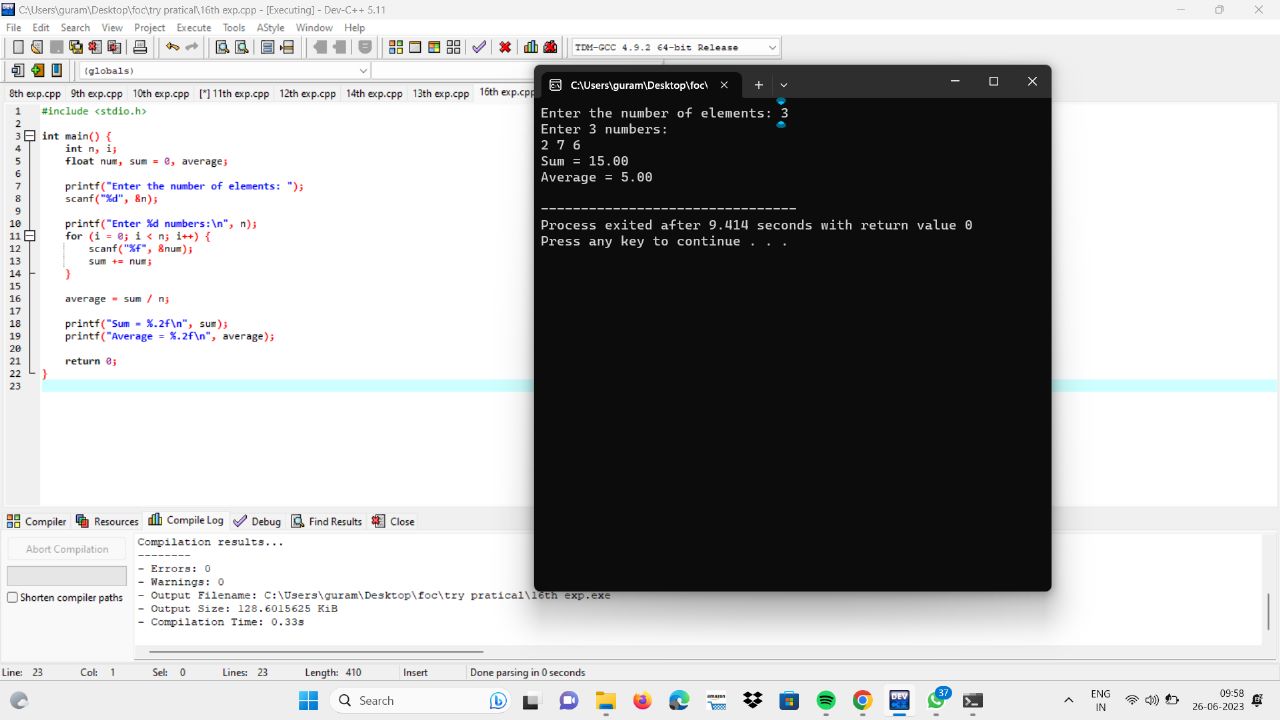 C:\Users\guram\Desktop\foc\try pratical\16th exp.cpp - [Executing] - Dev-C++ 5.11
File Edit Search View Project Execute Tools AStyle Window Help
TDM-GCC 4.9.2 64-bit Release
(globals)
8th exp.cpp 9th exp.cpp 10th exp.cpp [*] 11th exp.cpp 12th exp.cpp 14th exp.cpp 13th exp.cpp 16th exp.cpp
1 #include <stdio.h>
2
3 int main() {
4 int n, i;
5 float num, sum = 0, average;
6
7 printf("Enter the number of elements: ");
8 scanf("%d", &n);
9
10 printf("Enter %d numbers:\n", n);
11 for (i = 0; i < n; i++) {
12 scanf("%f", &num);
13 sum += num;
14 }
15
16 average = sum / n;
17
18 printf("Sum = %.2f\n", sum);
19 printf("Average = %.2f\n", average);
20
21 return 0;
22 }
23
C:\Users\guram\Desktop\foc\
Enter the number of elements: 3
Enter 3 numbers:
2 7 6
Sum = 15.00
Average = 5.00
--------------------------------
Process exited after 9.414 seconds with return value 0
Press any key to continue . . .
Compiler Resources Compile Log Debug Find Results Close
Abort Compilation
Shorten compiler paths
Compilation results...
--------
- Errors: 0
- Warnings: 0
- Output Filename: C:\Users\guram\Desktop\foc\try pratical\16th exp.exe
- Output Size: 128.6015625 KiB
- Compilation Time: 0.33s
Line: 23 Col: 1 Sel: 0 Lines: 23 Length: 410 Insert Done parsing in 0 seconds
Search
amazon
DEV
37
ENG
IN
09:58
26-06-2023